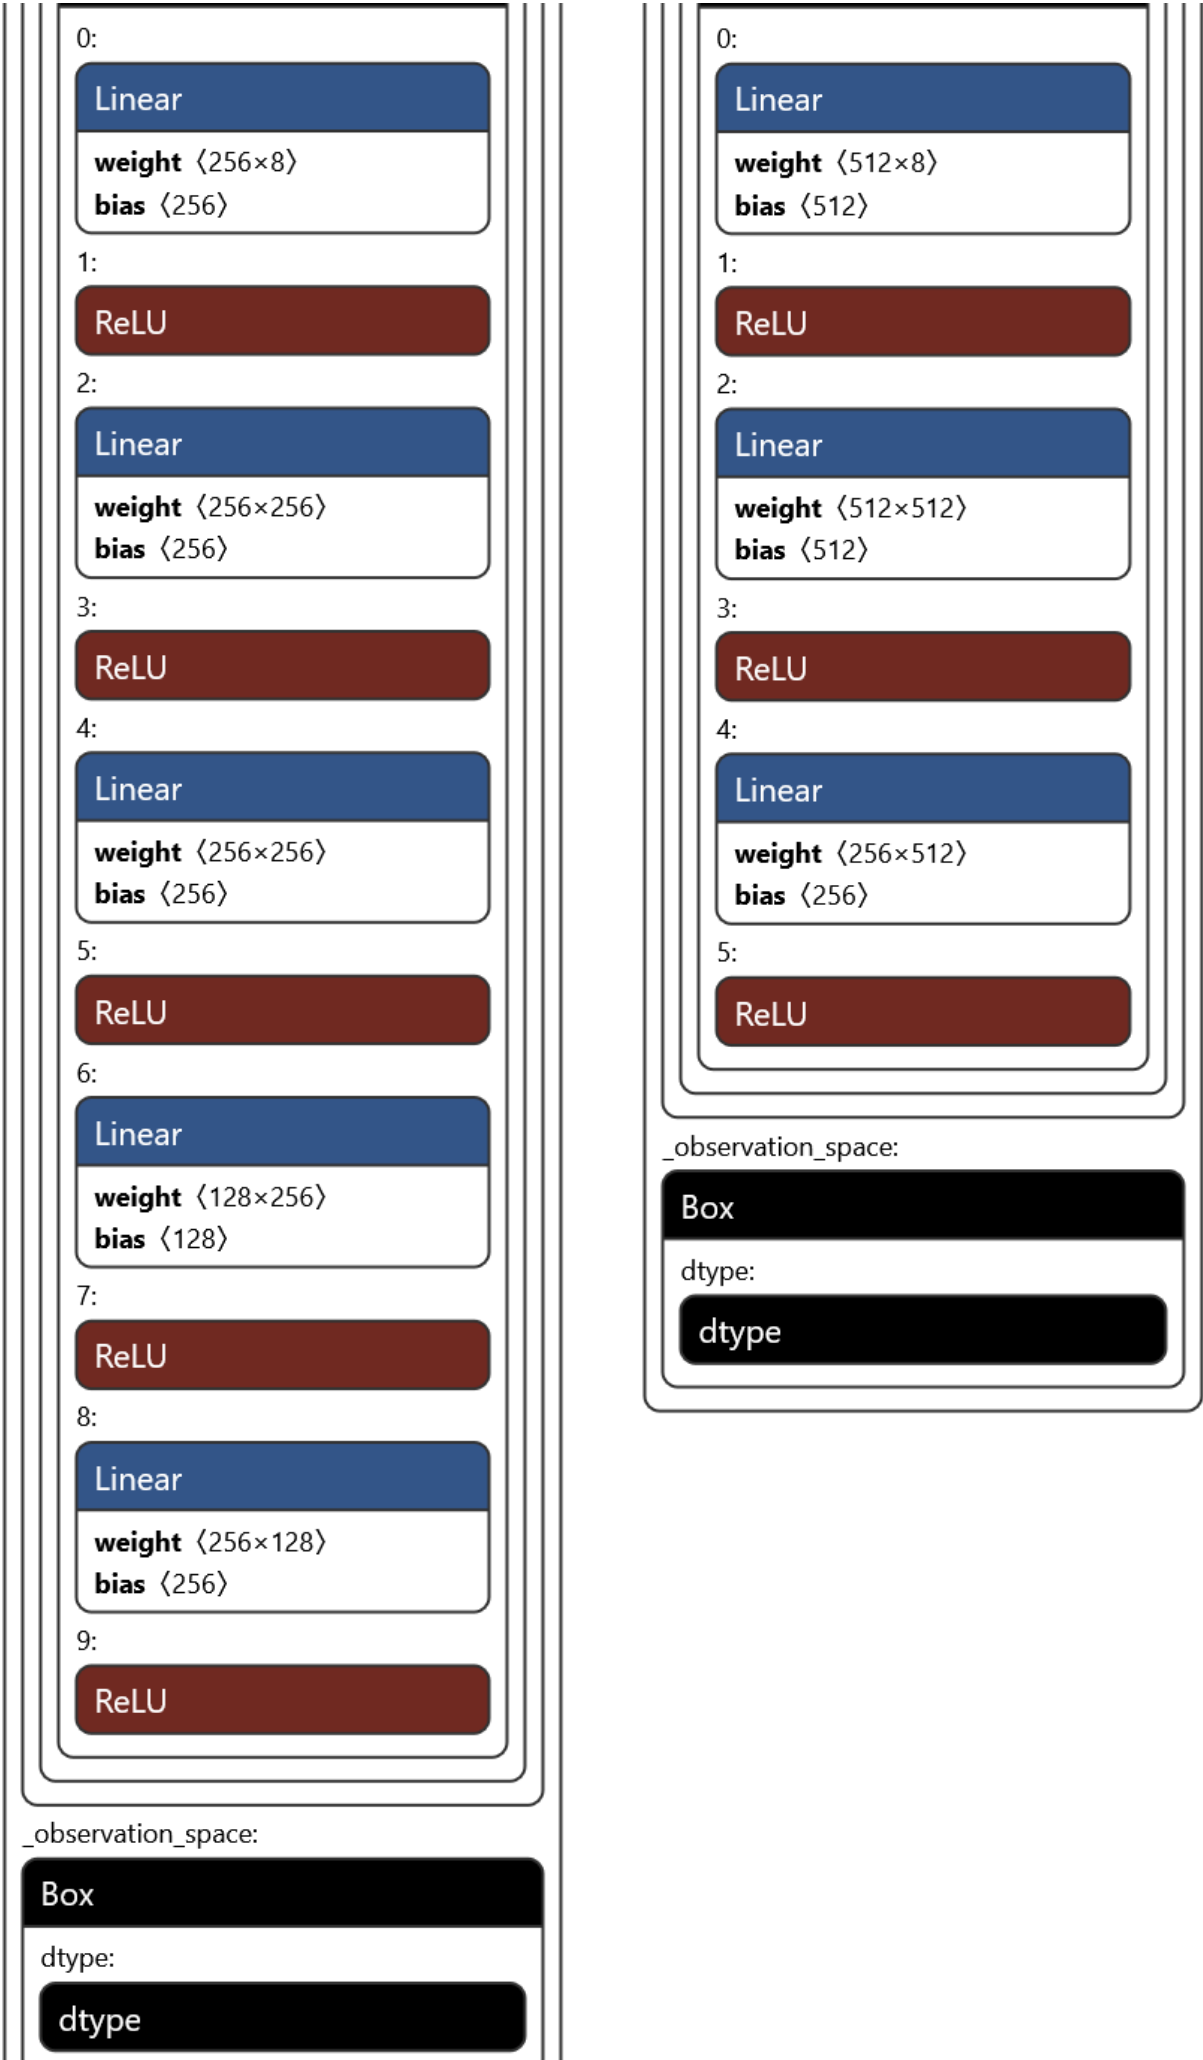 0:
Linear
weight 〈256×8〉
bias 〈256〉
1:
ReLU
2:
Linear
weight 〈256×256〉
bias 〈256〉
3:
ReLU
4:
Linear
weight 〈256×256〉
bias 〈256〉
5:
ReLU
6:
Linear
weight 〈128×256〉
bias 〈128〉
7:
ReLU
8:
Linear
weight 〈256×128〉
bias 〈256〉
9:
ReLU
_observation_space:
Box
dtype:
dtype
0:
Linear
weight 〈512×8〉
bias 〈512〉
1:
ReLU
2:
Linear
weight 〈512×512〉
bias 〈512〉
3:
ReLU
4:
Linear
weight 〈256×512〉
bias 〈256〉
5:
ReLU
_observation_space:
Box
dtype:
dtype